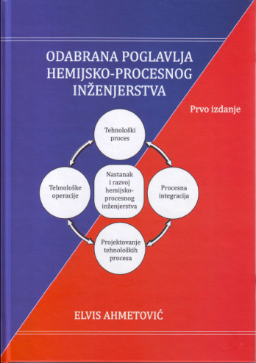 ODABRANA POGLAVLJA
HEMIJSKO-PROCESNOG
INŽENJERSTVA
Prvo izdanje
Tehnološki
proces
Tehnološke
operacije
Nastanak
i razvoj
hemijsko-
procesnog
inženjerstva
Procesna
integracija
Projektovanje
tehnoloških
procesa
ELVIS AHMETOVIĆ